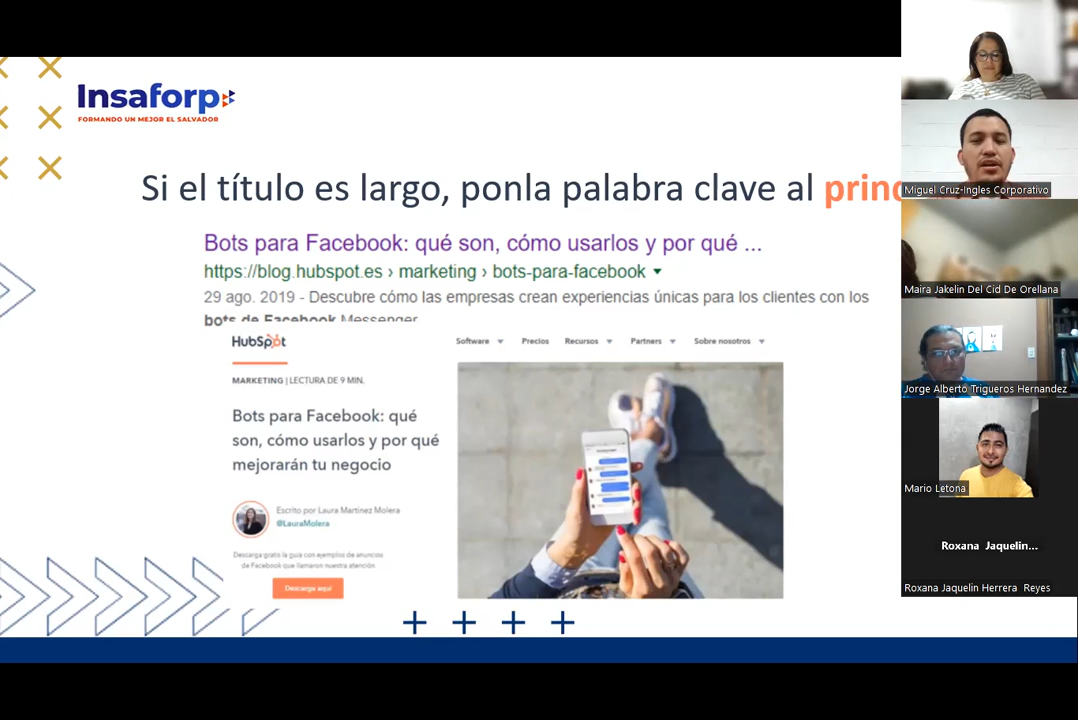 Insaforp
FORMANDO UN MEJOR EL SALVADOR
Si el título es largo, ponla palabra clave al princ
Bots para Facebook: qué son, cómo usarlos y por qué ...
https://blog.hubspot.es › marketing › bots-para-facebook
29 ago. 2019 - Descubre cómo las empresas crean experiencias únicas para los clientes con los
bots de Facebook Messenger
HubSpot
Software Precios Recursos Partners Sobre nosotros
MARKETING | LECTURA DE 9 MIN.
Bots para Facebook: qué
son, cómo usarlos y por qué
mejorarán tu negocio
Escrito por Laura Martinez Molera
@LauraMolera
Descarga gratis la guía con ejemplos de anuncios
de Facebook que llamaron nuestra atención
Descarga aquí
Miguel Cruz-Ingles Corporativo
Maira Jakelin Del Cid De Orellana
Jorge Alberto Trigueros Hernandez
Mario Letona
Roxana Jaquelin...
Roxana Jaquelin Herrera Reyes